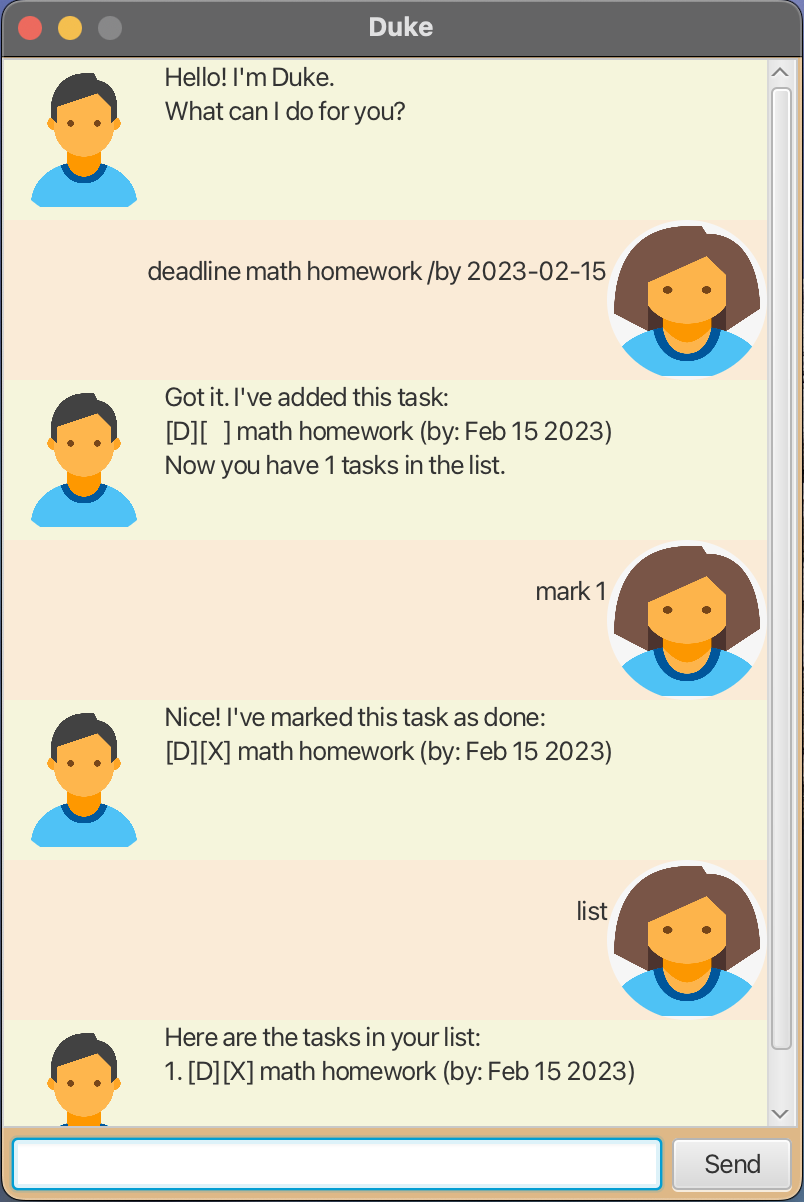 Duke
Hello! I'm Duke.
What can I do for you?
deadline math homework /by 2023-02-15
Got it. I've added this task:
[D][  ] math homework (by: Feb 15 2023)
Now you have 1 tasks in the list.
mark 1
Nice! I've marked this task as done:
[D][X] math homework (by: Feb 15 2023)
list
Here are the tasks in your list:
1. [D][X] math homework (by: Feb 15 2023)
Send